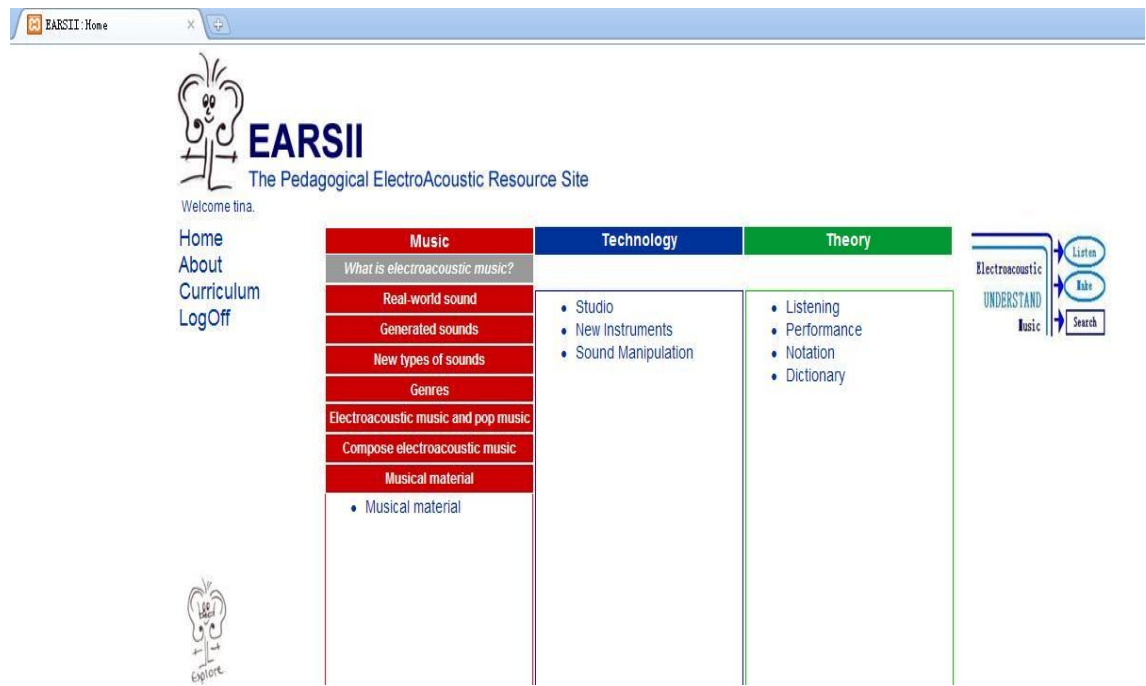 EARSII:Home
EARSII
The Pedagogical ElectroAcoustic Resource Site
Welcome tina.
Home
About
Curriculum
LogOff
Music
What is electroacoustic music?
Real-world sound
Generated sounds
New types of sounds
Genres
Electroacoustic music and pop music
Compose electroacoustic music
Musical material
• Musical material
Technology
• Studio
• New Instruments
• Sound Manipulation
Theory
• Listening
• Performance
• Notation
• Dictionary
Electroacoustic
UNDERSTAND
Music
Listen
Make
Search
Explore